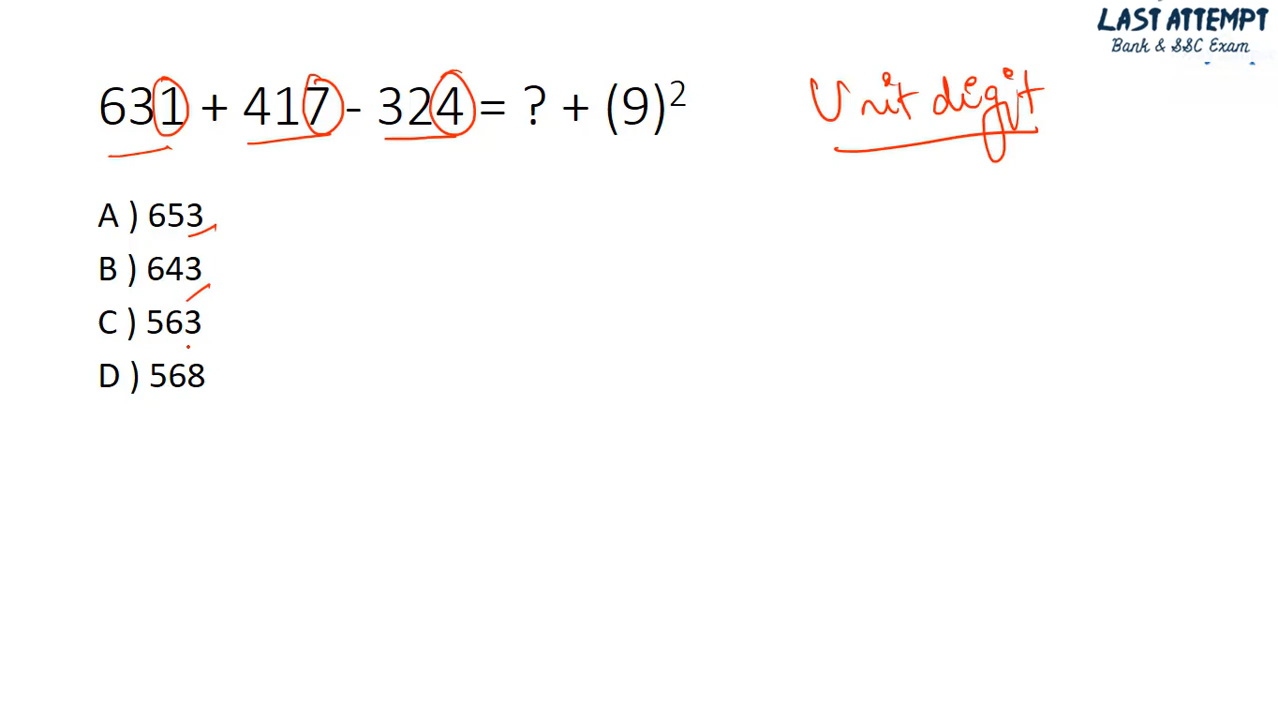 LAST ATTEMPT
Bank & SSC Exam
631 + 417 - 324 = ? + (9)²
Unit digit
A ) 653
B ) 643
C ) 563
D ) 568